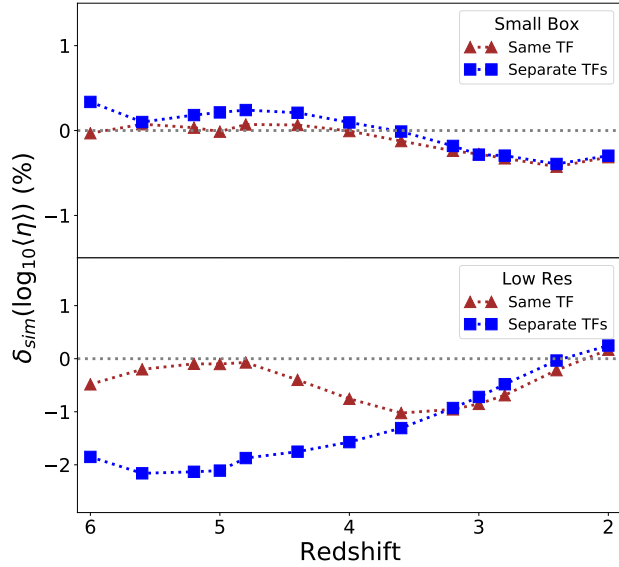 Small Box
Same TF
Separate TFs
1
0
−1
δsim(log10⟨η⟩) (%)
Low Res
Same TF
Separate TFs
1
0
−1
−2
6 5 4 3 2
Redshift